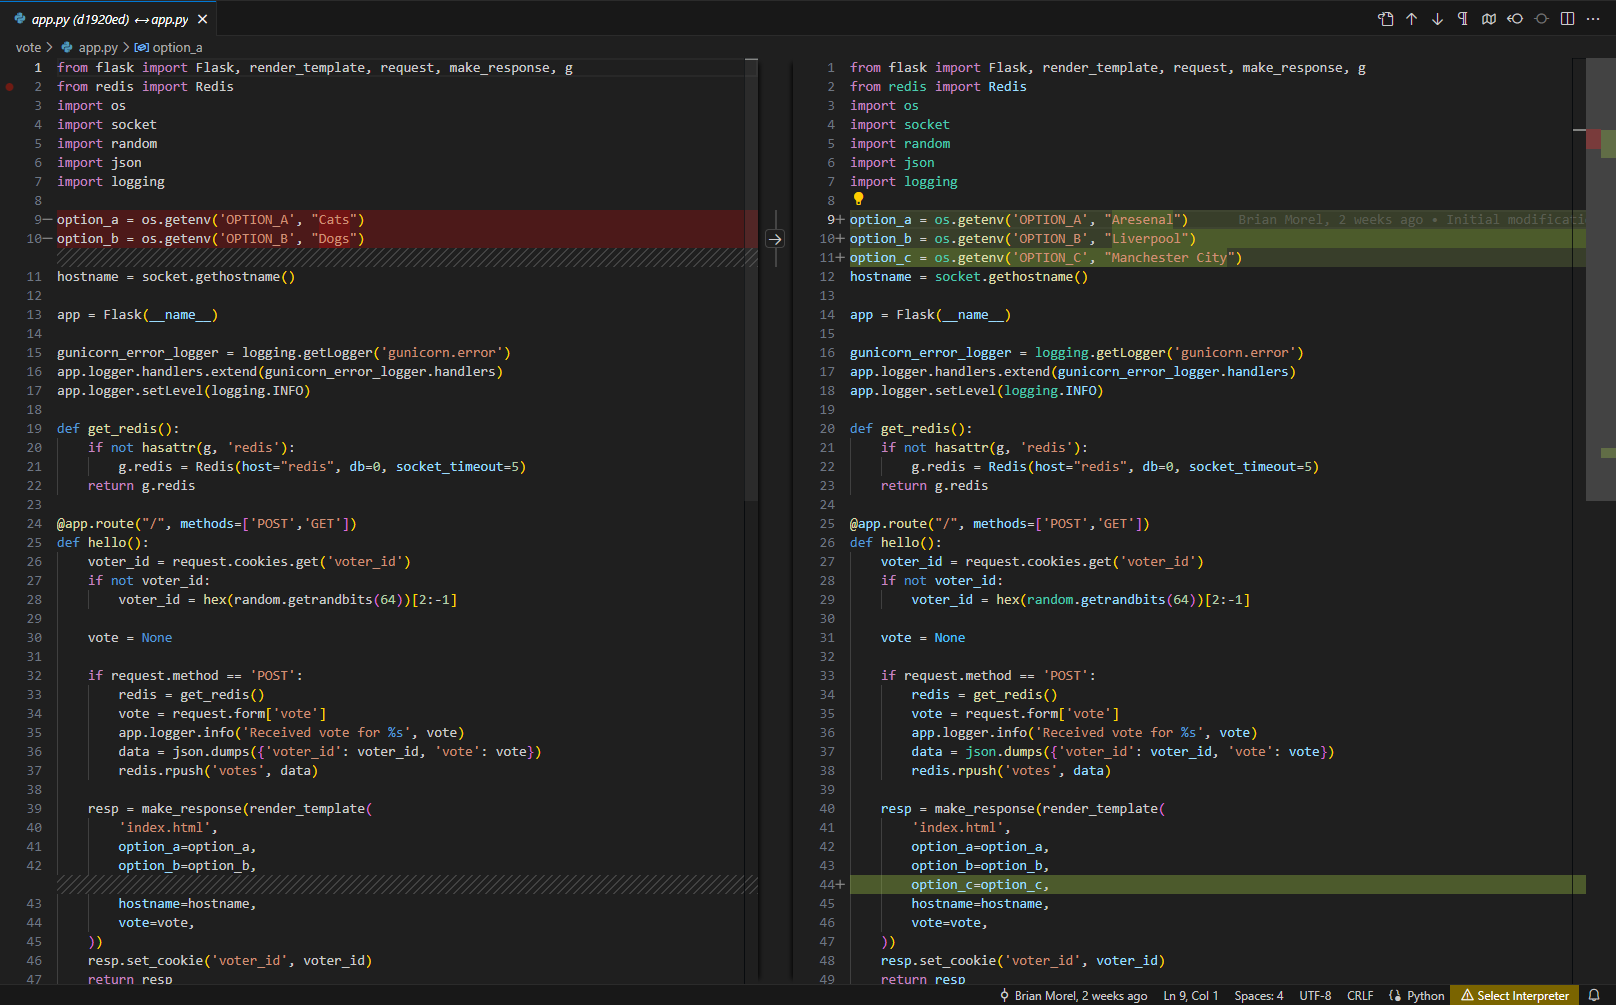 app.py (d1920ed) ↔ app.py
vote > app.py > option_a
1 from flask import Flask, render_template, request, make_response, g
2 from redis import Redis
3 import os
4 import socket
5 import random
6 import json
7 import logging
8
9— option_a = os.getenv('OPTION_A', "Cats")
10— option_b = os.getenv('OPTION_B', "Dogs")
11 hostname = socket.gethostname()
12
13 app = Flask(__name__)
14
15 gunicorn_error_logger = logging.getLogger('gunicorn.error')
16 app.logger.handlers.extend(gunicorn_error_logger.handlers)
17 app.logger.setLevel(logging.INFO)
18
19 def get_redis():
20     if not hasattr(g, 'redis'):
21         g.redis = Redis(host="redis", db=0, socket_timeout=5)
22     return g.redis
23
24 @app.route("/", methods=['POST','GET'])
25 def hello():
26     voter_id = request.cookies.get('voter_id')
27     if not voter_id:
28         voter_id = hex(random.getrandbits(64))[2:-1]
29
30     vote = None
31
32     if request.method == 'POST':
33         redis = get_redis()
34         vote = request.form['vote']
35         app.logger.info('Received vote for %s', vote)
36         data = json.dumps({'voter_id': voter_id, 'vote': vote})
37         redis.rpush('votes', data)
38
39     resp = make_response(render_template(
40         'index.html',
41         option_a=option_a,
42         option_b=option_b,
43         hostname=hostname,
44         vote=vote,
45     ))
46     resp.set_cookie('voter_id', voter_id)
47     return resp
1 from flask import Flask, render_template, request, make_response, g
2 from redis import Redis
3 import os
4 import socket
5 import random
6 import json
7 import logging
8
9+ option_a = os.getenv('OPTION_A', "Aresenal") Brian Morel, 2 weeks ago • Initial modificati
10+ option_b = os.getenv('OPTION_B', "Liverpool")
11+ option_c = os.getenv('OPTION_C', "Manchester City")
12 hostname = socket.gethostname()
13
14 app = Flask(__name__)
15
16 gunicorn_error_logger = logging.getLogger('gunicorn.error')
17 app.logger.handlers.extend(gunicorn_error_logger.handlers)
18 app.logger.setLevel(logging.INFO)
19
20 def get_redis():
21     if not hasattr(g, 'redis'):
22         g.redis = Redis(host="redis", db=0, socket_timeout=5)
23     return g.redis
24
25 @app.route("/", methods=['POST','GET'])
26 def hello():
27     voter_id = request.cookies.get('voter_id')
28     if not voter_id:
29         voter_id = hex(random.getrandbits(64))[2:-1]
30
31     vote = None
32
33     if request.method == 'POST':
34         redis = get_redis()
35         vote = request.form['vote']
36         app.logger.info('Received vote for %s', vote)
37         data = json.dumps({'voter_id': voter_id, 'vote': vote})
38         redis.rpush('votes', data)
39
40     resp = make_response(render_template(
41         'index.html',
42         option_a=option_a,
43         option_b=option_b,
44+         option_c=option_c,
45         hostname=hostname,
46         vote=vote,
47     ))
48     resp.set_cookie('voter_id', voter_id)
49     return resp
Brian Morel, 2 weeks ago Ln 9, Col 1 Spaces: 4 UTF-8 CRLF Python Select Interpreter